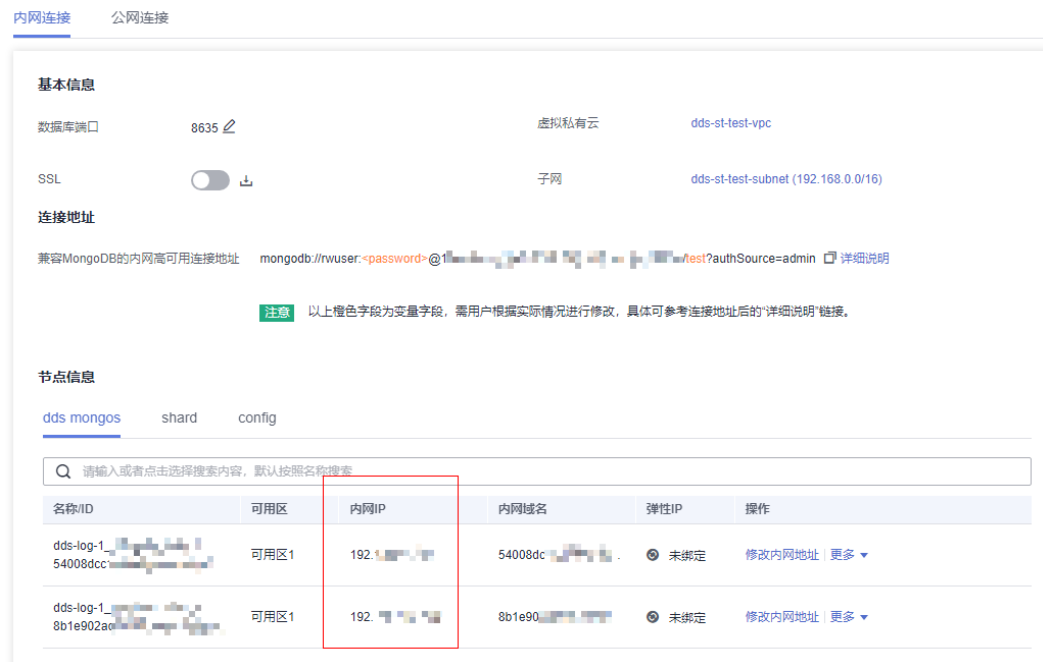 内网连接 公网连接
基本信息
数据库端口 8635 虚拟私有云 dds-st-test-vpc
SSL 子网 dds-st-test-subnet (192.168.0.0/16)
连接地址
兼容MongoDB的内网高可用连接地址 mongodb://rwuser:<password>@1 /test?authSource=admin 详细说明
注意 以上橙色字段为变量字段，需用户根据实际情况进行修改，具体可参考连接地址后的“详细说明”链接。
节点信息
dds mongos shard config
请输入或者点击选择搜索内容，默认按照名称搜索
名称/ID 可用区 内网IP 内网域名 弹性IP 操作
dds-log-1_
54008dcc 可用区1 192. 54008dc 未绑定 修改内网地址 更多
dds-log-1_
8b1e902a 可用区1 192. 8b1e90 未绑定 修改内网地址 更多